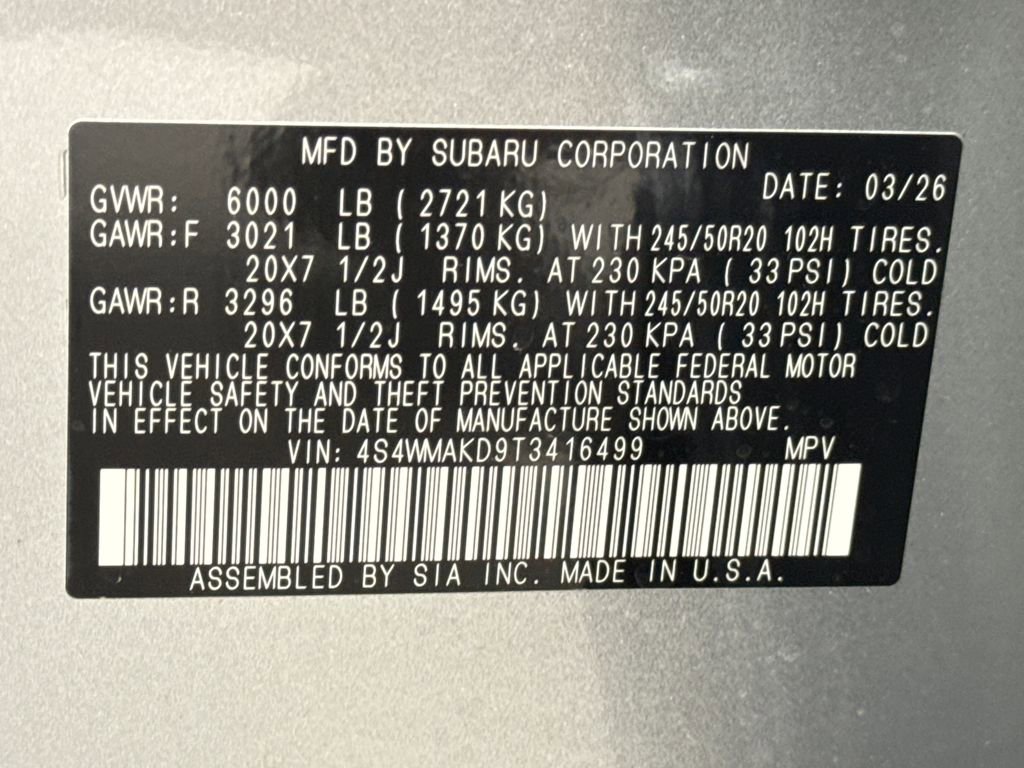 MFD BY SUBARU CORPORATION
DATE: 03/26
GVWR: 6000 LB ( 2721 KG)
GAWR:F 3021 LB ( 1370 KG) WITH 245/50R20 102H TIRES.
20X7 1/2J RIMS. AT 230 KPA ( 33 PSI) COLD
GAWR:R 3296 LB ( 1495 KG) WITH 245/50R20 102H TIRES.
20X7 1/2J RIMS. AT 230 KPA ( 33 PSI) COLD
THIS VEHICLE CONFORMS TO ALL APPLICABLE FEDERAL MOTOR
VEHICLE SAFETY AND THEFT PREVENTION STANDARDS
IN EFFECT ON THE DATE OF MANUFACTURE SHOWN ABOVE.
VIN: 4S4WMAKD9T3416499 MPV
ASSEMBLED BY SIA INC. MADE IN U.S.A.